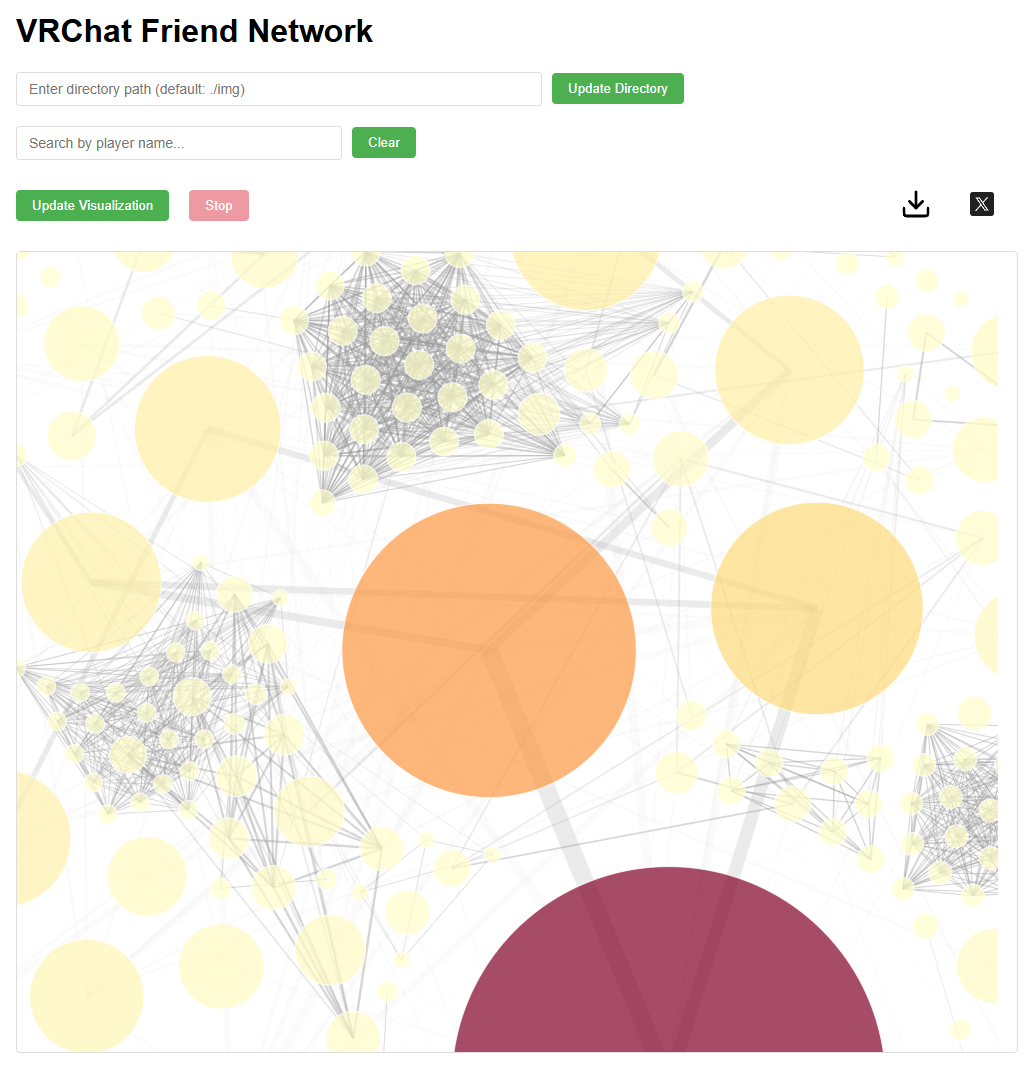 VRChat Friend Network
Enter directory path (default: ./img)
Update Directory
Search by player name...
Clear
Update Visualization
Stop